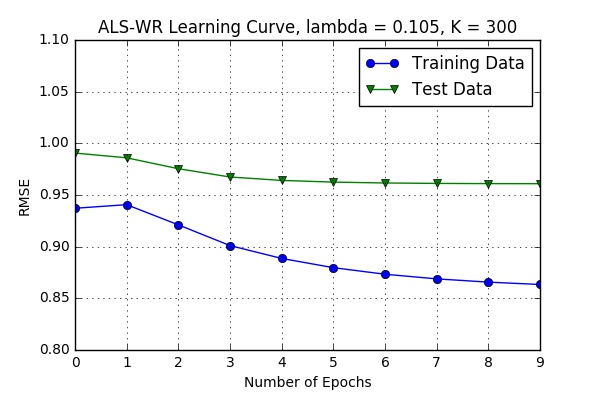 ALS-WR Learning Curve, lambda = 0.105, K = 300
1.10
1.05
1.00
0.95
0.90
0.85
0.80
RMSE
Training Data
Test Data
0 1 2 3 4 5 6 7 8 9
Number of Epochs